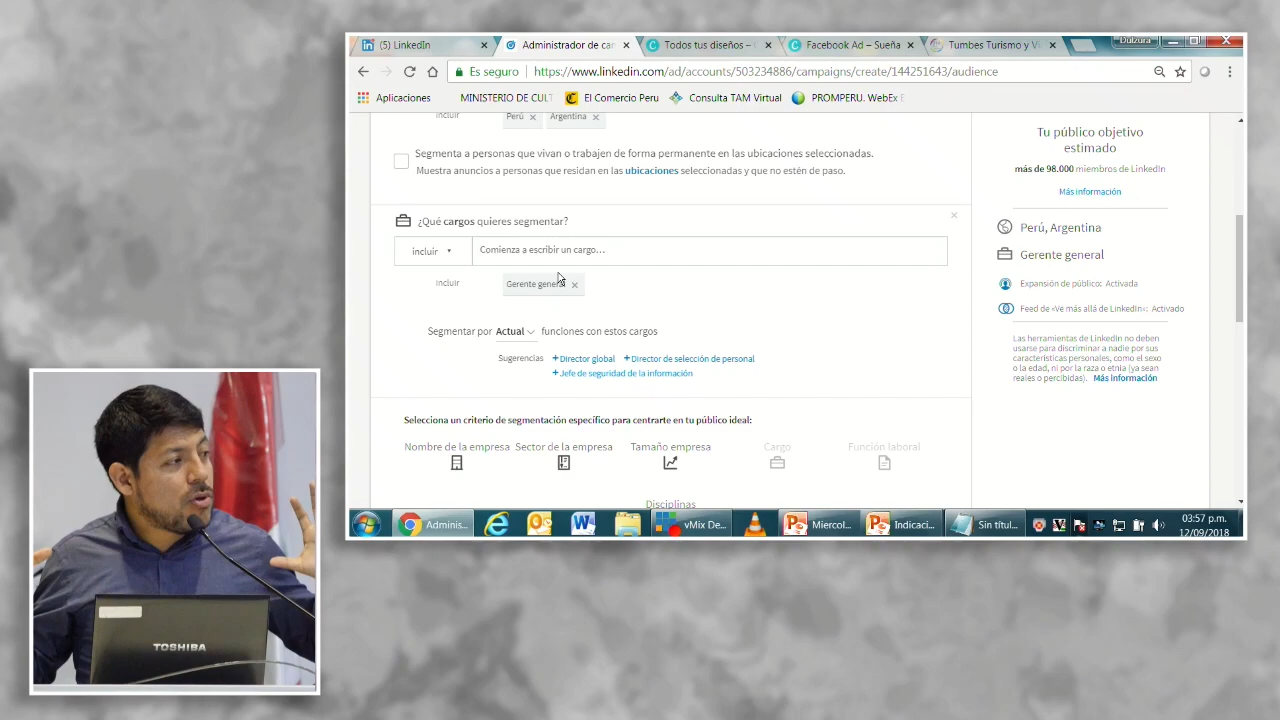 (5) LinkedIn
Administrador de car
Todos tus diseños –
Facebook Ad – Sueña
Tumbes Turismo y V
Dulzura
Es seguro
https://www.linkedin.com/ad/accounts/503234886/campaigns/create/144251643/audience
Aplicaciones
MINISTERIO DE CULT
El Comercio Peru
Consulta TAM Virtual
PROMPERU. WebEx E
incluir
Perú
Argentina
Segmenta a personas que vivan o trabajen de forma permanente en las ubicaciones seleccionadas.
Muestra anuncios a personas que residan en las ubicaciones seleccionadas y que no estén de paso.
¿Qué cargos quieres segmentar?
incluir
Comienza a escribir un cargo...
Incluir
Gerente general
Segmentar por Actual funciones con estos cargos
Sugerencias
+ Director global
+ Director de selección de personal
+ Jefe de seguridad de la información
Selecciona un criterio de segmentación específico para centrarte en tu público ideal:
Nombre de la empresa
Sector de la empresa
Tamaño empresa
Cargo
Función laboral
Disciplinas
Tu público objetivo
estimado
más de 98.000 miembros de LinkedIn
Más información
Perú, Argentina
Gerente general
Expansión de público: Activada
Feed de «Ve más allá de LinkedIn»: Activado
Las herramientas de LinkedIn no deben
usarse para discriminar a nadie por sus
características personales, como el sexo
o la edad, ni por la raza o etnia (ya sean
reales o percibidas). Más información
Adminis...
vMix De...
Miercol...
Indicaci...
Sin títul...
03:57 p.m.
12/09/2018
TOSHIBA